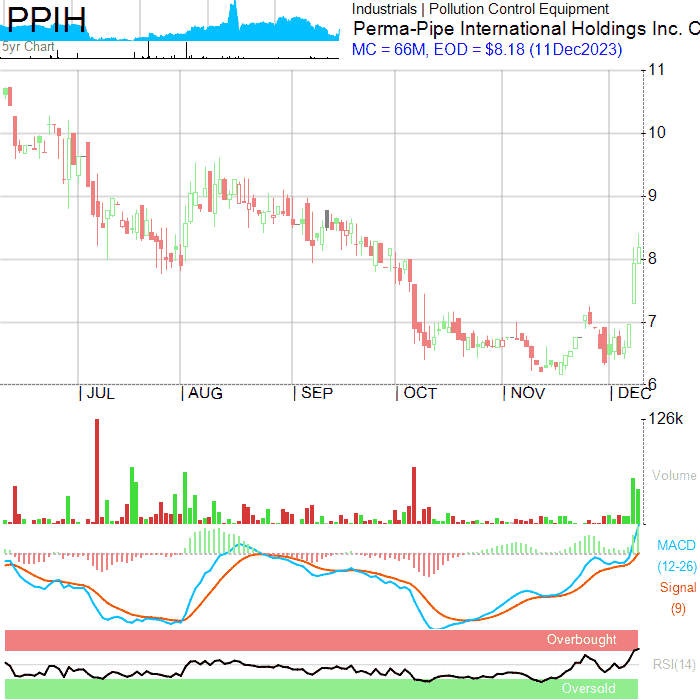 PPIH
5yr Chart
Industrials | Pollution Control Equipment
Perma-Pipe International Holdings Inc. C
MC = 66M, EOD = $8.18 (11Dec2023)
11
10
9
8
7
6
|JUL |AUG |SEP |OCT |NOV |DEC
126k
Volume
MACD
(12-26)
Signal
(9)
Overbought
RSI(14)
Oversold